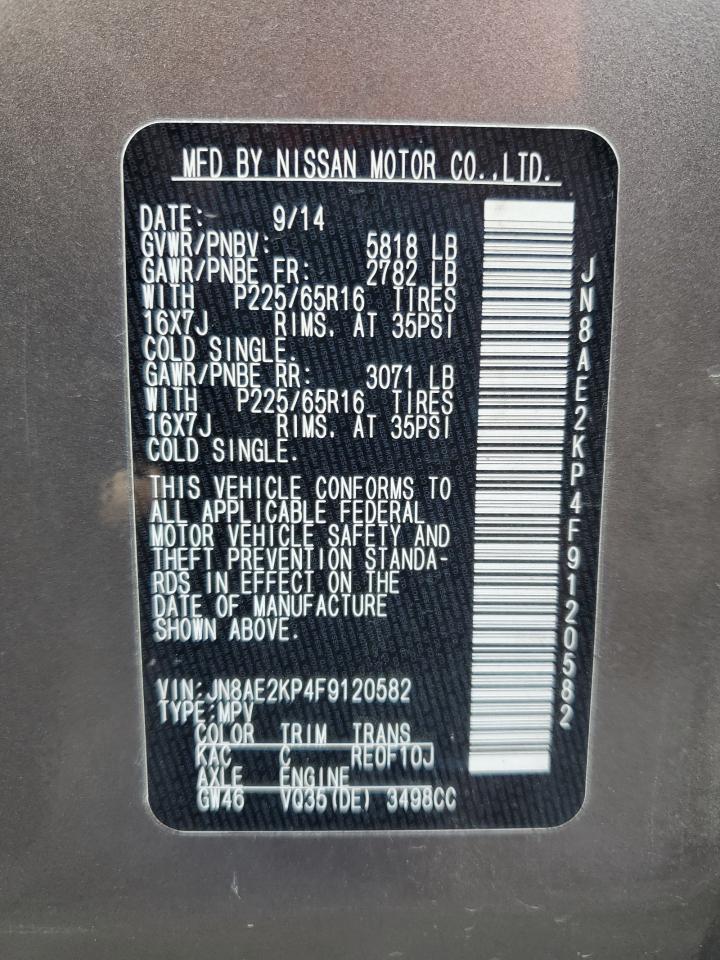 MFD BY NISSAN MOTOR CO.,LTD.
DATE: 9/14
GVWR/PNBV: 5818 LB
GAWR/PNBE FR: 2782 LB
WITH P225/65R16 TIRES
16X7J RIMS. AT 35PSI
COLD SINGLE.
GAWR/PNBE RR: 3071 LB
WITH P225/65R16 TIRES
16X7J RIMS. AT 35PSI
COLD SINGLE.
THIS VEHICLE CONFORMS TO
ALL APPLICABLE FEDERAL
MOTOR VEHICLE SAFETY AND
THEFT PREVENTION STANDA-
RDS IN EFFECT ON THE
DATE OF MANUFACTURE
SHOWN ABOVE.
VIN:JN8AE2KP4F9120582
TYPE:MPV
COLOR TRIM TRANS
KAC C RE0F10J
AXLE ENGINE
GW46 VQ35(DE) 3498CC
JN8AE2KP4F9120582